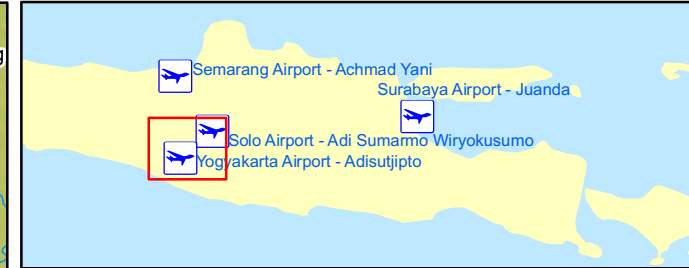 g
Semarang Airport - Achmad Yani
Surabaya Airport - Juanda
Solo Airport - Adi Sumarmo Wiryokusumo
Yogyakarta Airport - Adisutjipto